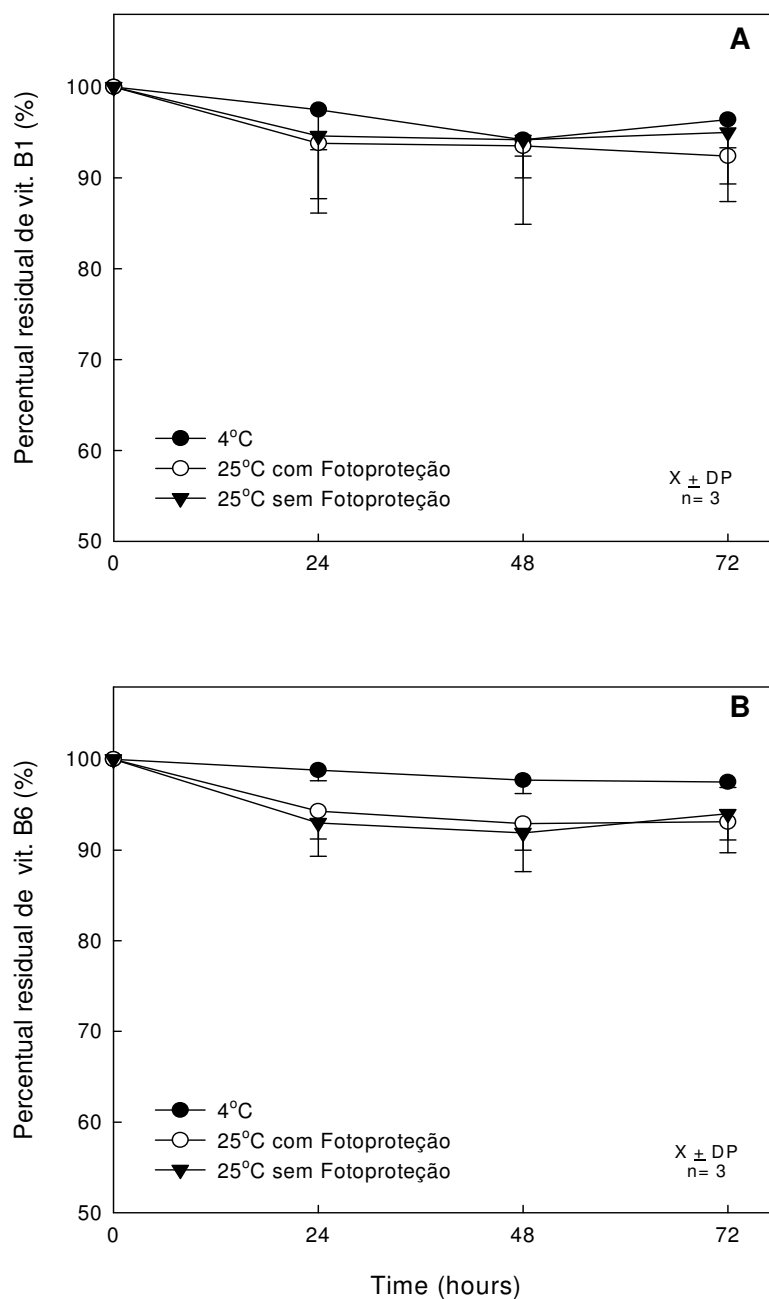 A
Percentual residual de vit. B1 (%)
100
90
80
70
60
50
4°C
25°C com Fotoproteção
25°C sem Fotoproteção
X ± DP
n= 3
0 24 48 72
B
Percentual residual de vit. B6 (%)
100
90
80
70
60
50
4°C
25°C com Fotoproteção
25°C sem Fotoproteção
X ± DP
n= 3
0 24 48 72
Time (hours)